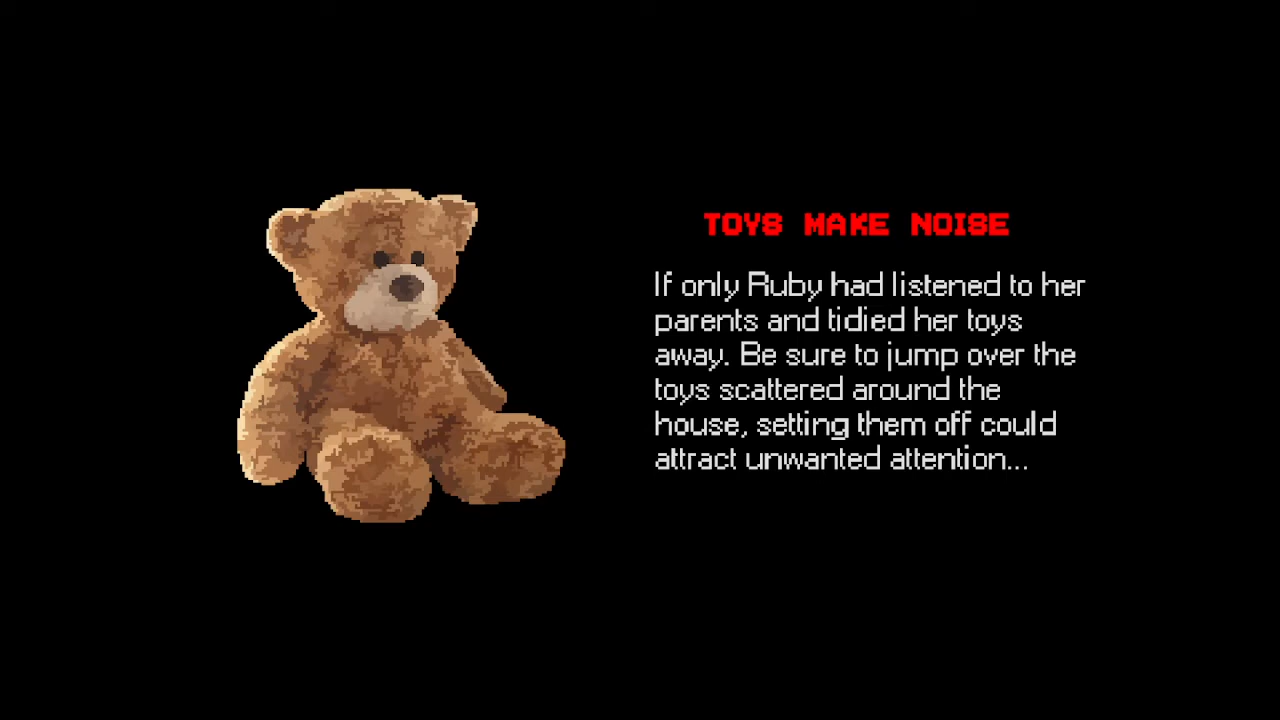 TOYS MAKE NOISE
If only Ruby had listened to her
parents and tidied her toys
away. Be sure to jump over the
toys scattered around the
house, setting them off could
attract unwanted attention...